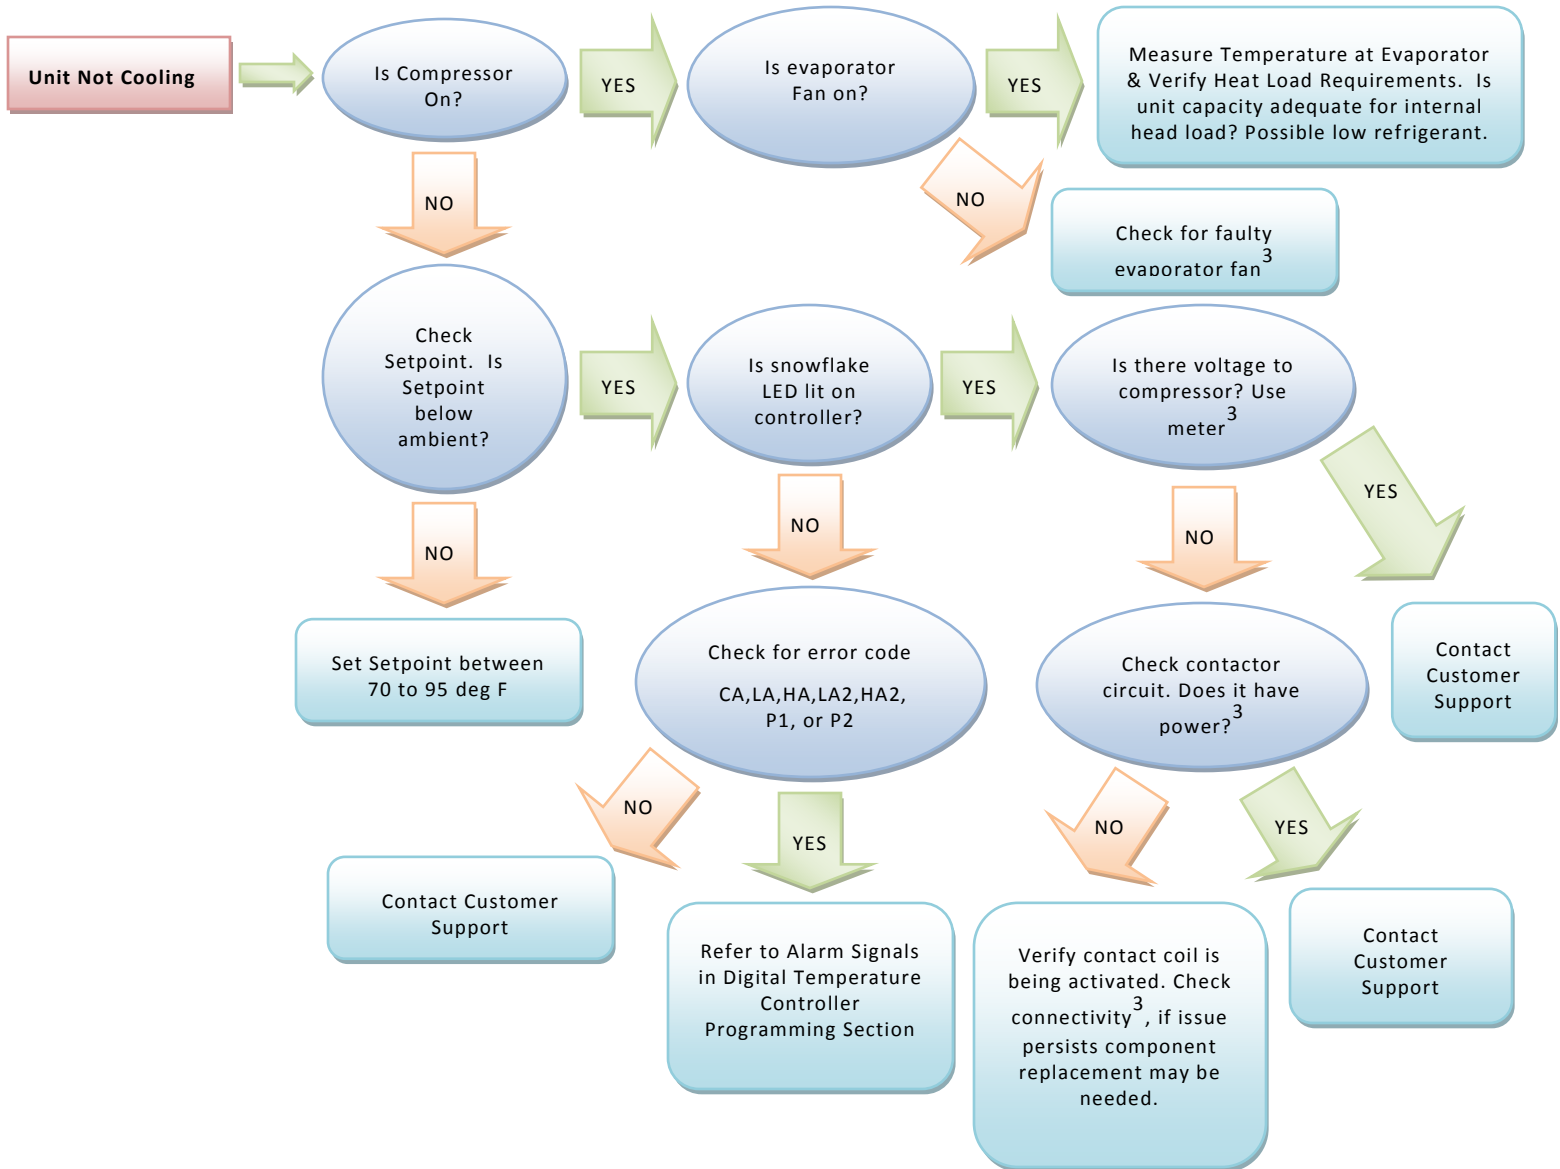 Unit Not Cooling
Is Compressor
On?
YES
Is evaporator
Fan on?
YES
Measure Temperature at Evaporator
& Verify Heat Load Requirements.  Is
unit capacity adequate for internal
head load? Possible low refrigerant.
NO
NO
Check for faulty
evaporator fan3
Check
Setpoint.  Is
Setpoint
below
ambient?
YES
Is snowflake
LED lit on
controller?
YES
Is there voltage to
compressor? Use
meter3
YES
NO
NO
NO
Set Setpoint between
70 to 95 deg F
Check for error code
CA,LA,HA,LA2,HA2,
P1, or P2
Check contactor
circuit. Does it have
power?3
Contact
Customer
Support
NO
YES
NO
YES
Contact Customer
Support
Refer to Alarm Signals
in Digital Temperature
Controller
Programming Section
Verify contact coil is
being activated. Check
connectivity3, if issue
persists component
replacement may be
needed.
Contact
Customer
Support